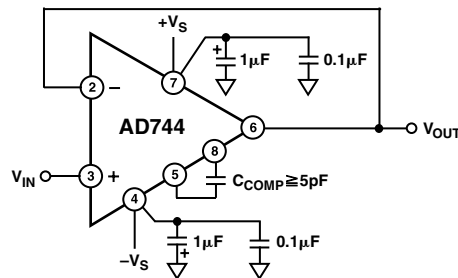 +VS
1µF
0.1µF
+
7
2
–
AD744
6
VOUT
8
VIN
3
+
5
CCOMP≧5pF
4
1µF
0.1µF
+
–VS